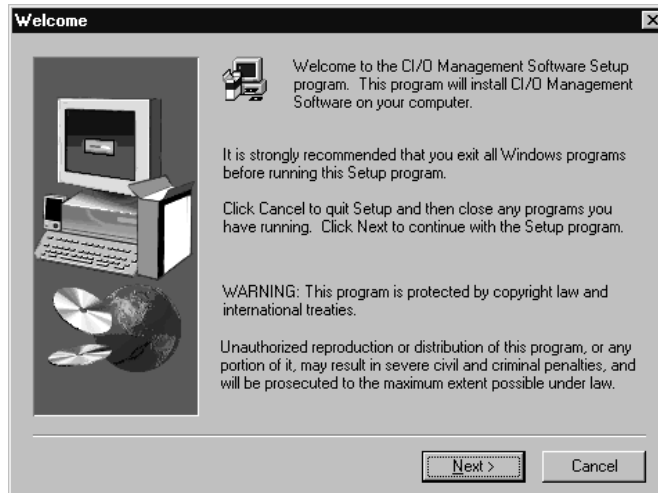 Welcome
Welcome to the CI/O Management Software Setup
program.  This program will install CI/O Management
Software on your computer.
It is strongly recommended that you exit all Windows programs
before running this Setup program.
Click Cancel to quit Setup and then close any programs you
have running.  Click Next to continue with the Setup program.
WARNING: This program is protected by copyright law and
international treaties.
Unauthorized reproduction or distribution of this program, or any
portion of it, may result in severe civil and criminal penalties, and
will be prosecuted to the maximum extent possible under law.
Next >
Cancel